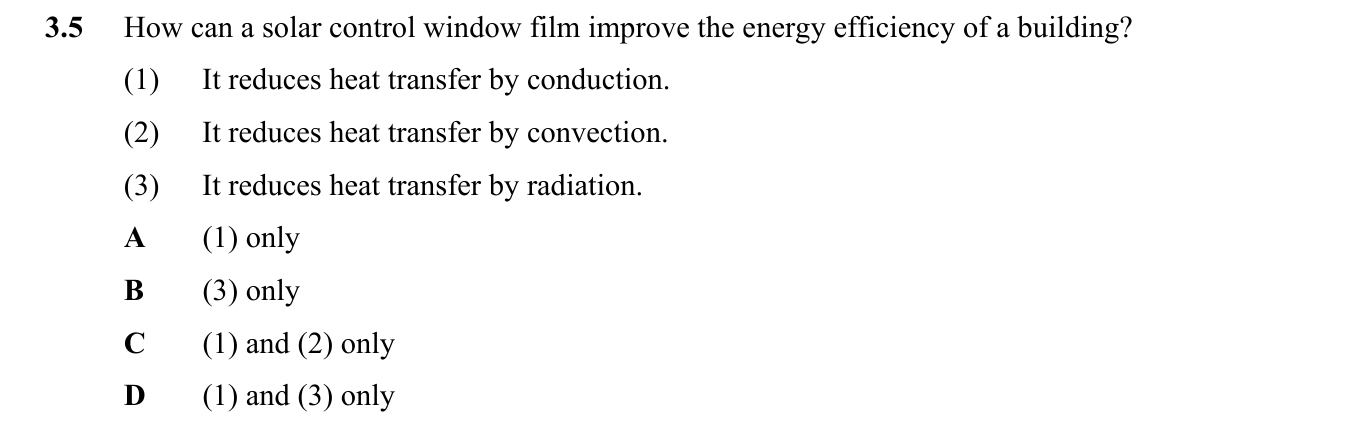 3.5 How can a solar control window film improve the energy efficiency of a building?
(1) It reduces heat transfer by conduction.
(2) It reduces heat transfer by convection.
(3) It reduces heat transfer by radiation.
A (1) only
B (3) only
C (1) and (2) only
D (1) and (3) only